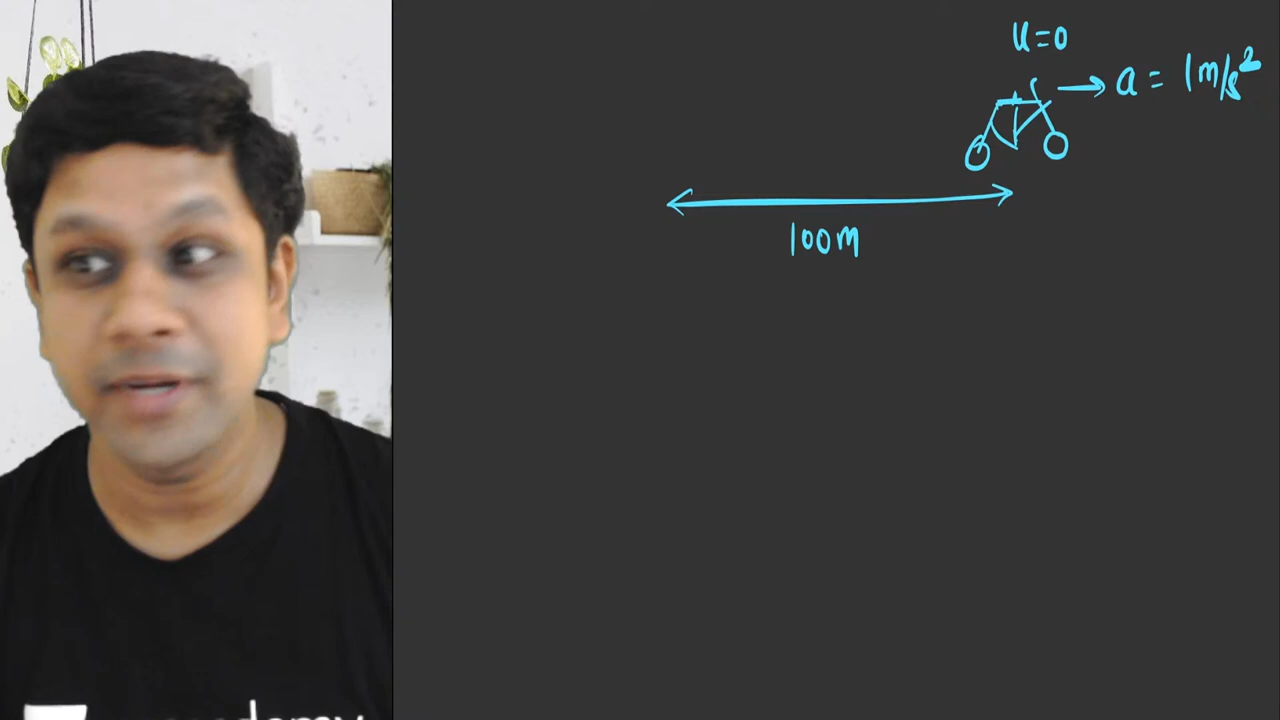 u=0
→ a = 1m/s²
100m